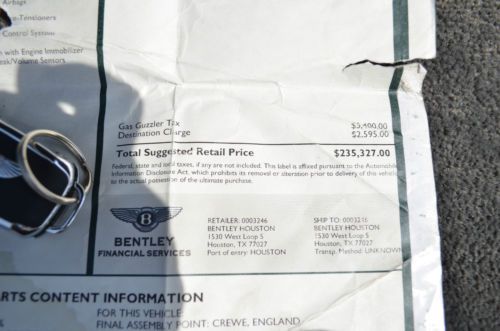 Airbags
-Tensioners
Control System
with Engine Immobilizer
/Volume Sensors
Gas Guzzler Tax
Destination Charge $2,595.00
Total Suggested Retail Price $235,327.00
Federal, state and local taxes, if any are not included. This label is affixed pursuant to the Automobile
Information Disclosure Act, which prohibits its removal or alteration prior to delivery of this vehicle
to the actual possession of the ultimate purchase.
B
BENTLEY
FINANCIAL SERVICES
RETAILER: 0003246
BENTLEY HOUSTON
1530 West Loop S
Houston, TX 77027
Port of entry: HOUSTON
SHIP TO: 0003246
BENTLEY HOUSTON
1530 West Loop S
Houston, TX 77027
Transp. Method: UNKNOWN
ARTS CONTENT INFORMATION
FOR THIS VEHICLE:
FINAL ASSEMBLY POINT: CREWE, ENGLAND